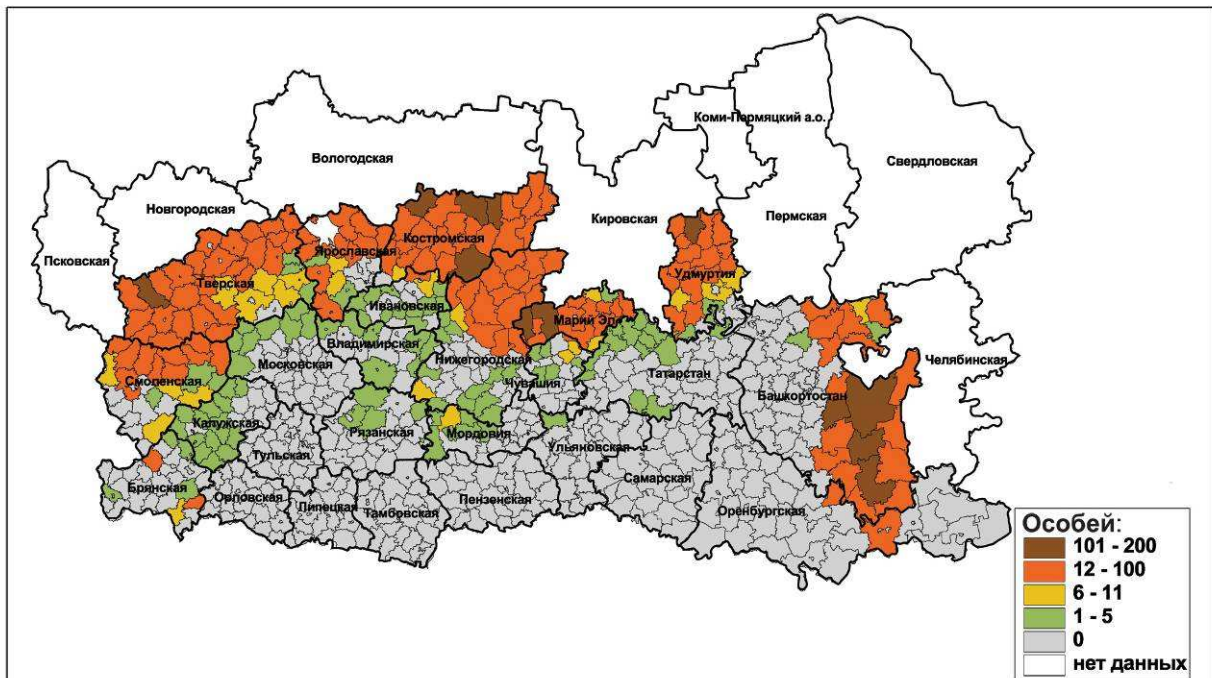 Коми-Пермяцкий а.о.
Вологодская
Свердловская
Новгородская
Кировская
Пермская
Костромская
Ярославская
Псковская
Удмуртия
Тверская
Ивановская
Марий Эл
Владимирская
Нижегородская
Челябинская
Московская
Смоленская
Чувашия
Татарстан
Башкортостан
Калужская
Рязанская
Мордовия
Ульяновская
Тульская
Самарская
Брянская
Орловская
Липецкая
Тамбовская
Пензенская
Оренбургская
Особей:
101 - 200
12 - 100
6 - 11
1 - 5
0
нет данных